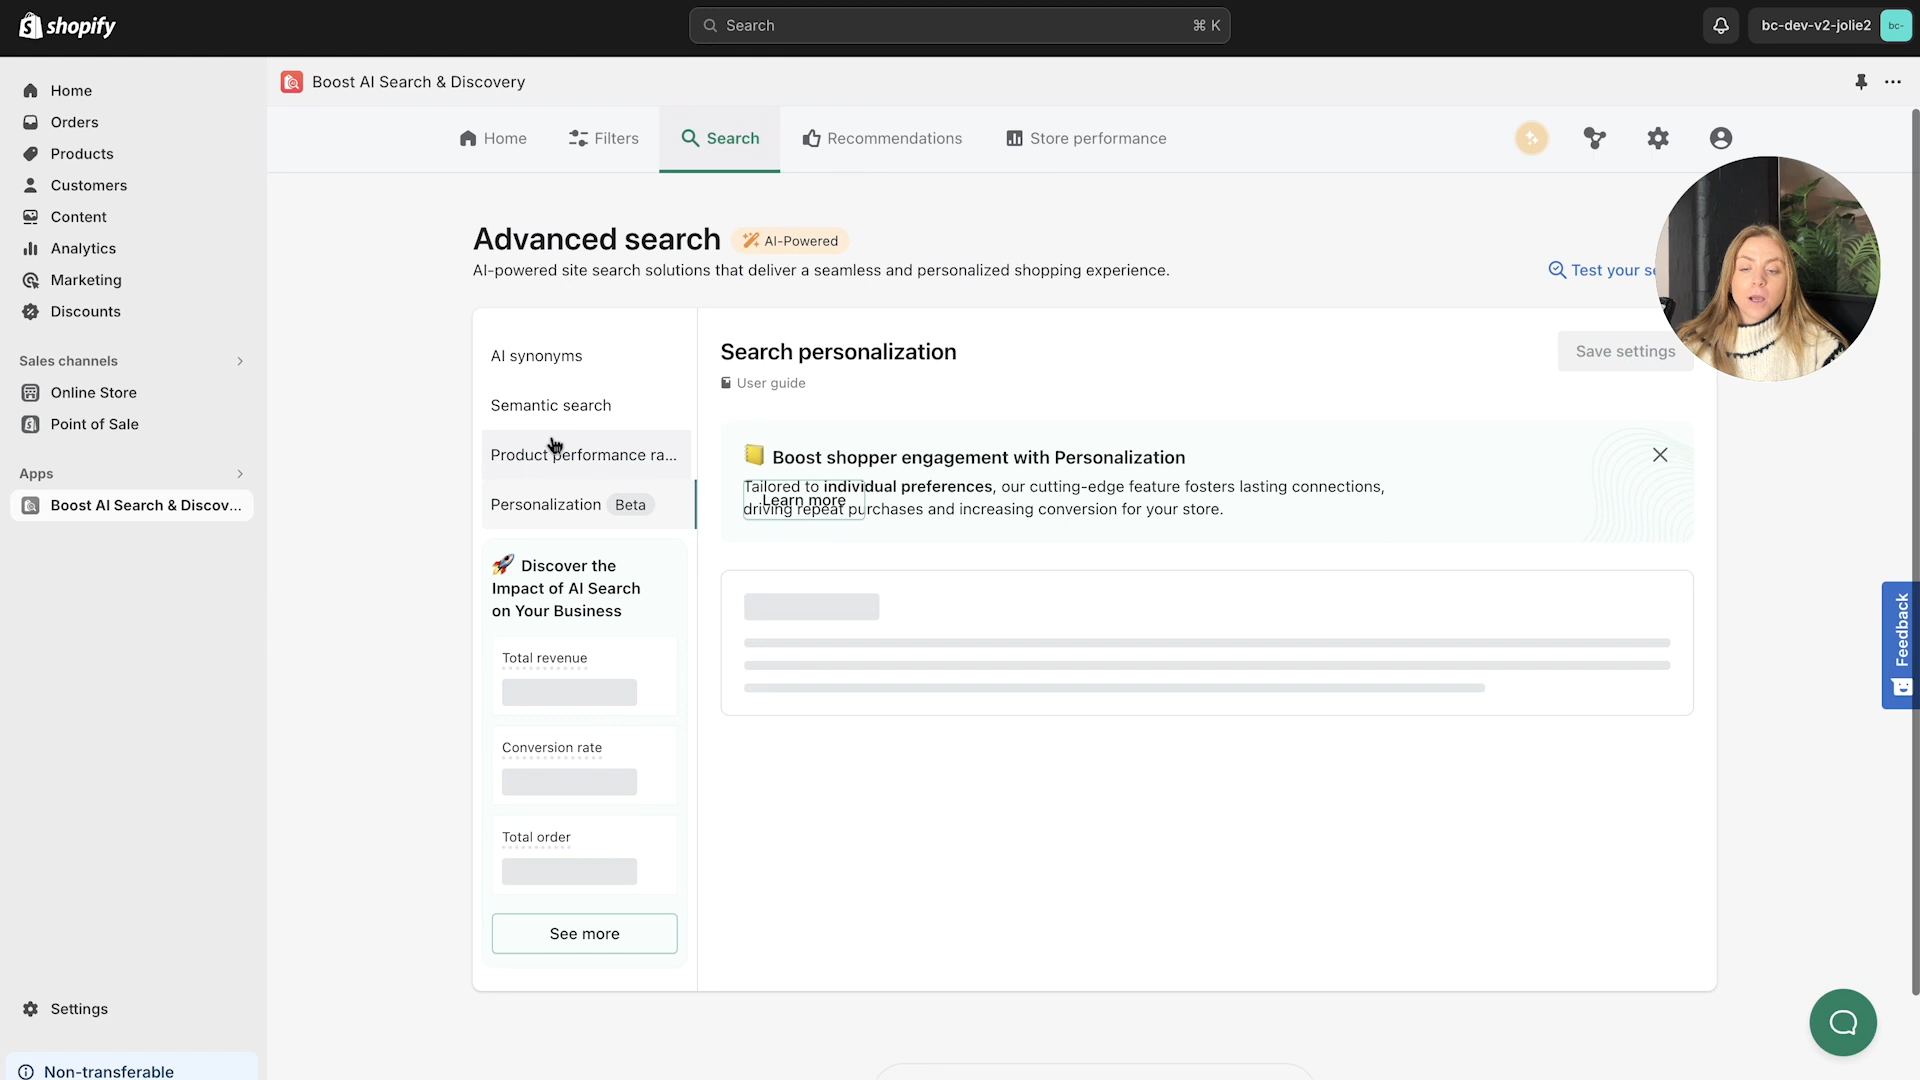 shopify
Search
⌘ K
bc-dev-v2-jolie2
bc-
Home
Orders
Products
Customers
Content
Analytics
Marketing
Discounts
Sales channels
Online Store
Point of Sale
Apps
Boost AI Search & Discov...
Settings
Non-transferable
Boost AI Search & Discovery
Home
Filters
Search
Recommendations
Store performance
Advanced search
AI-Powered
AI-powered site search solutions that deliver a seamless and personalized shopping experience.
Test your se
AI synonyms
Semantic search
Product performance ra...
Personalization Beta
Discover the
Impact of AI Search
on Your Business
Total revenue
Conversion rate
Total order
See more
Search personalization
User guide
Save settings
Boost shopper engagement with Personalization
Tailored to individual preferences, our cutting-edge feature fosters lasting connections,
driving repeat purchases and increasing conversion for your store.
Learn more
Feedback